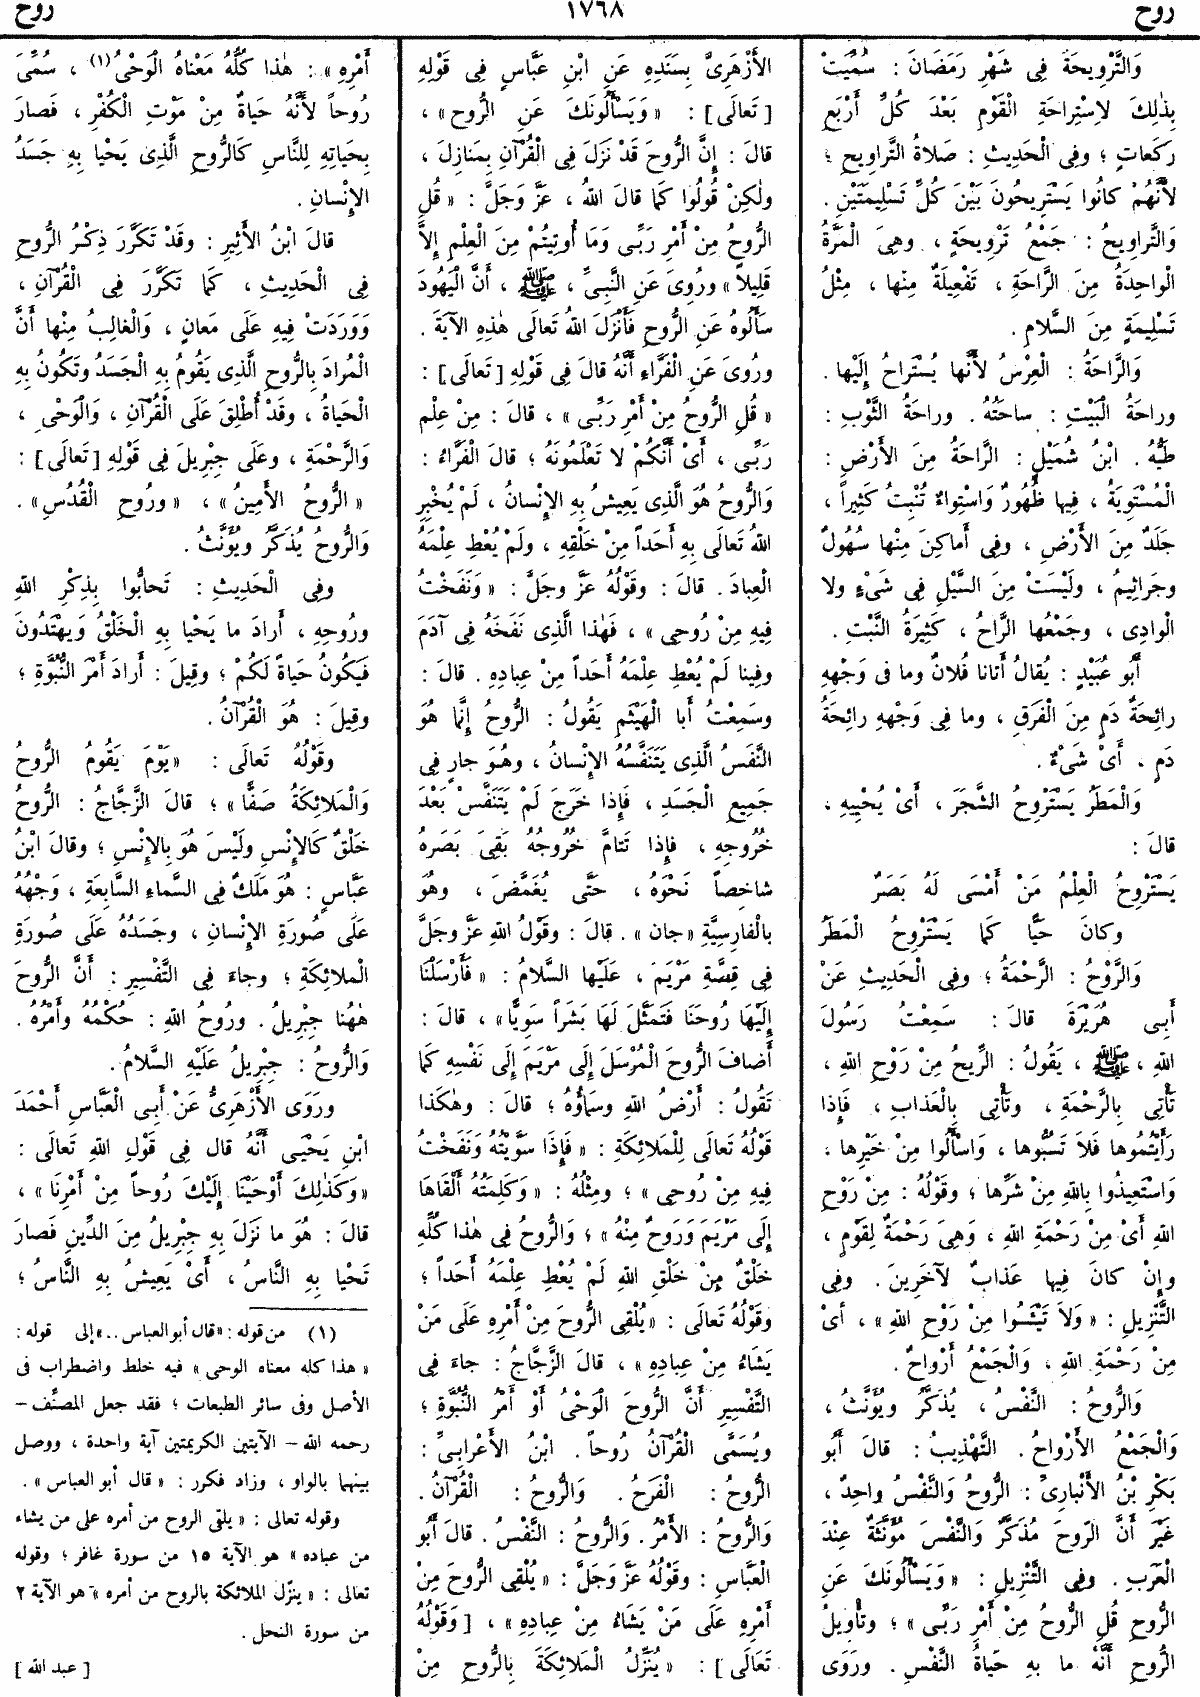 روح
١٧٦٨
روح
وَالتَّرْوِيحَةُ فِي شَهْرِ رَمَضَانَ : سُمِّيَتْ
بِذٰلِكَ لاِسْتِراحَةِ الْقَوْمِ بَعْدَ كُلِّ أَرْبَعِ
رَكَعاتٍ ؛ وفِي الْحَدِيثِ : صَلاةُ التَّراوِيحِ ؛
لأَنَّهُمْ كانُوا يَسْتَرِيحُونَ بَيْنَ كُلِّ تَسْلِيمَتَيْنِ .
وَالتَّراوِيحُ : جَمْعُ تَرْوِيحَةٍ ، وهِيَ الْمَرَّةُ
الْواحِدَةُ مِنَ الرَّاحَةِ ، تَفْعِيلَةٌ مِنْها ، مِثْلُ
تَسْلِيمَةٍ مِنَ السَّلامِ .
وَالرَّاحَةُ : الْعِرْسُ لأَنَّها يُسْتَراحُ إِلَيْها .
وراحَةُ الْبَيْتِ : ساحَتُهُ . وراحَةُ الثَّوْبِ :
طَيُّهُ . ابْنُ شُمَيْلٍ : الرَّاحَةُ مِنَ الأَرْضِ :
الْمُسْتَوِيَةُ ، فِيها ظُهُورٌ وَاسْتِواءٌ تُنْبِتُ كَثِيراً ،
جَلَدٌ مِنَ الأَرْضِ ، وفِي أَماكِنَ مِنْها سُهُولٌ
وجَراثِيمُ ، ولَيْسَتْ مِنَ السَّيْلِ فِي شَيْءٍ ولا
الْوادِي ، وجَمْعُها الرَّاحُ ، كَثِيرَةُ النَّبْتِ .
أَبُو عُبَيْدٍ : يُقالُ أَتانا فُلانٌ وما فى وَجْهِهِ
رائِحَةُ دَمٍ مِنَ الْفَرَقِ ، وما فِي وَجْهِهِ رائِحَةُ
دَمٍ ، أَىْ شَيْءٌ .
وَالْمَطَرُ يَسْتَرْوِحُ الشَّجَرَ ، أَىْ يُحْيِيهِ ،
قالَ :
يَسْتَرْوِحُ الْعِلْمُ مَنْ أَمْسَى لَهُ بَصَرٌ
وكانَ حَيًّا كَما يَسْتَرْوِحُ الْمَطَرُ
وَالرَّوْحُ : الرَّحْمَةُ ؛ وفِي الْحَدِيثِ عَنْ
أَبِي هُرَيْرَةَ قالَ : سَمِعْتُ رَسُولَ
اللهِ ، ﷺ ، يَقُولُ : الرِّيحُ مِنْ رَوْحِ اللهِ ،
تَأْتِي بِالرَّحْمَةِ ، وتَأْتِي بِالْعَذابِ ، فَإِذا
رَأَيْتُمُوها فَلاَ تَسُبُّوها ، وَاسْأَلُوا مِنْ خَيْرِها ،
وَاسْتَعِيذُوا بِاللهِ مِنْ شَرِّها ؛ وقَوْلُهُ : مِنْ رَوْحِ
اللهِ أَىْ مِنْ رَحْمَةِ اللهِ ، وَهِيَ رَحْمَةٌ لِقَوْمٍ ،
وإِنْ كانَ فِيها عَذابٌ لآخَرِينَ . وفِي
التَّنْزِيلِ : « وَلاَ تَيْئَسُوا مِنْ رَوْحِ اللهِ » ، أَىْ
مِنْ رَحْمَةِ اللهِ ، وَالْجَمْعُ أَرْواحٌ .
وَالرُّوحُ : النَّفْسُ ، يُذَكَّرُ ويُؤَنَّثُ ،
وَالْجَمْعُ الأَرْواحُ . التَّهْذِيبُ : قالَ أَبُو
بَكْرِ بْنُ الأَنْبارِيِّ : الرُّوحُ وَالنَّفْسُ واحِدٌ ،
غَيْرَ أَنَّ الرّوحَ مُذَكَّرٌ وَالنَّفْسَ مُؤَنَّثَةٌ عِنْدَ
الْعَرَبِ . وفِي التَّنْزِيلِ : « وَيَسْأَلُونَكَ عَنِ
الرُّوحِ قُلِ الرُّوحُ مِنْ أَمْرِ رَبِّى » ؛ وتَأْوِيلُ
الرُّوحِ أَنَّهُ ما بِهِ حَياةُ النَّفْسِ . ورَوَى
الأَزْهَرِيُّ بِسَنَدِهِ عَنِ ابْنِ عَبَّاسٍ فِي قَوْلِهِ
[ تَعالَى ] : « وَيَسْأَلُونَكَ عَنِ الرُّوحِ » ،
قالَ : إِنَّ الرُّوحَ قَدْ نَزَلَ فِي الْقُرْآنِ بِمَنازِلَ ،
ولٰكِنْ قُولُوا كَما قالَ اللهُ ، عَزَّ وَجَلَّ : « قُلِ
الرُّوحُ مِنْ أَمْرِ رَبِّى وَمَا أُوتِيتُمْ مِنَ الْعِلْمِ إِلاَّ
قَلِيلاً » ورُوِيَ عَنِ النَّبِيِّ ، ﷺ ، أَنَّ الْيَهُودَ
سَأَلُوهُ عَنِ الرُّوحِ فَأَنْزَلَ اللهُ تَعالَى هٰذِهِ الآيَةَ .
ورُوِيَ عَنِ الْفَرَّاءِ أَنَّهُ قالَ فِي قَوْلِهِ [ تَعالَى ] :
« قُلِ الرُّوحُ مِنْ أَمْرِ رَبِّى » ، قالَ : مِنْ عِلْمِ
رَبِّى ، أَىْ أَنَّكُمْ لا تَعْلَمُونَهُ ؛ قالَ الْفَرَّاءُ :
وَالرُّوحُ هُوَ الَّذِي يَعِيشُ بِهِ الإِنْسانُ ، لَمْ يُخْبِرِ
اللهُ تَعالَى بِهِ أَحَداً مِنْ خَلْقِهِ ، ولَمْ يُعْطِ عِلْمَهُ
الْعِبادَ . قالَ : وقَوْلُهُ عَزَّ وجَلَّ : « وَنَفَخْتُ
فِيهِ مِنْ رُوحِى » ، فَهٰذا الَّذِي نَفَخَهُ فِي آدَمَ
وفِينا لَمْ يُعْطِ عِلْمَهُ أَحَداً مِنْ عِبادِهِ . قالَ :
وسَمِعْتُ أَبا الْهَيْثَمِ يَقُولُ : الرُّوحُ إِنَّما هُوَ
النَّفَسُ الَّذِي يَتَنَفَّسُهُ الإِنْسانُ ، وهُوَ جارٍ فِي
جَمِيعِ الْجَسَدِ ، فَإِذا خَرَجَ لَمْ يَتَنَفَّسْ بَعْدَ
خُرُوجِهِ ، فإِذا تَتامَّ خُرُوجُهُ بَقِيَ بَصَرُهُ
شاخِصاً نَحْوَهُ ، حَتَّى يُغَمَّضَ ، وهُوَ
بالْفارِسِيَّةِ « جان » . قالَ : وقَوْلُ اللهِ عَزَّ وجَلَّ
فِي قِصَّةِ مَرْيَمَ ، عَلَيْها السَّلامُ : « فَأَرْسَلْنَا
إِلَيْهَا رُوحَنَا فَتَمَثَّلَ لَهَا بَشَراً سَوِيًّا » ، قالَ :
أَضافَ الرُّوحَ الْمُرْسَلَ إِلَى مَرْيَمَ إِلَى نَفْسِهِ كَما
تَقُولُ : أَرْضُ اللهِ وسَماؤُهُ ؛ قالَ : وهٰكَذا
قَوْلُهُ تَعالَى لِلْمَلائِكَةِ : « فَإِذَا سَوَّيْتُهُ وَنَفَخْتُ
فِيهِ مِنْ رُوحِى » ؛ ومِثْلُهُ : « وَكَلِمَتُهُ أَلْقَاهَا
إِلَى مَرْيَمَ وَرَوحٌ مِنْهُ » ؛ وَالرُّوحُ فِي هٰذا كُلِّهِ
خَلْقٌ مِنْ خَلْقِ اللهِ لَمْ يُعْطِ عِلْمَهُ أَحَداً ؛
وقَوْلُهُ تَعالَى : « يُلْقِى الرُّوحَ مِنْ أَمْرِهِ عَلَى مَنْ
يَشَاءُ مِنْ عِبادِهِ » ، قالَ الزَّجَّاجُ : جاءَ فِي
التَّفْسِيرِ أَنَّ الرُّوحَ الْوَحْيُ أَوْ أَمْرُ النُّبُوَّةِ ؛
ويُسَمَّى الْقُرْآنُ رُوحاً . ابْنُ الأَعْرابِيِّ :
الرُّوحُ : الْفَرَحُ . وَالرُّوحُ : الْقُرْآنُ .
وَالرُّوحُ : الأَمْرُ . وَالرُّوحُ : النَّفْسُ . قالَ أَبُو
الْعَبَّاسِ : وقَوْلُهُ عَزَّ وَجَلَّ : « يُلْقِى الرُّوحَ مِنْ
أَمْرِهِ عَلَى مَنْ يَشَاءُ مِنْ عِبادِهِ » ، [ وَقَوْلُهُ
تَعَالَى ] : « يُنَزِّلُ الْمَلائِكَةَ بِالرُّوحِ مِنْ
أَمْرِهِ » : هٰذا كُلُّهُ مَعْناهُ الْوَحْيُ (١) ، سُمِّيَ
رُوحاً لأَنَّهُ حَياةٌ مِنْ مَوْتِ الْكُفْرِ ، فَصارَ
بِحَياتِهِ لِلنَّاسِ كَالرُّوحِ الَّذِي يَحْيا بِهِ جَسَدُ
الإِنْسانِ .
قالَ ابْنُ الأَثِيرِ : وقَدْ تَكَرَّرَ ذِكْرُ الرُّوحِ
فِي الْحَدِيثِ ، كَما تَكَرَّرَ فِي الْقُرْآنِ ،
وَوَرَدَتْ فِيهِ عَلَى مَعانٍ ، وَالْغالِبُ مِنْها أَنَّ
الْمُرادَ بِالرُّوحِ الَّذِي يَقُومُ بِهِ الْجَسَدُ وتَكُونُ بِهِ
الْحَياةُ ، وقَدْ أُطْلِقَ عَلَى الْقُرْآنِ ، وَالْوَحْيِ ،
وَالرَّحْمَةِ ، وعَلَى جِبْرِيلَ فِي قَوْلِهِ [ تَعالَى ] :
« الرُّوحُ الأَمِينُ » ، « ورُوحِ الْقُدُسِ » .
وَالرُّوحُ يُذَكَّرُ ويُؤَنَّثُ .
وفِي الْحَدِيثِ : تَحابُّوا بِذِكْرِ اللهِ
ورُوحِهِ ، أَرادَ ما يَحْيا بِهِ الْخَلْقُ وَيَهْتَدُونَ
فَيَكُونُ حَياةً لَكُمْ ؛ وقِيلَ : أَرادَ أَمْرَ النُّبُوَّةِ ؛
وقِيلَ : هُوَ الْقُرْآنُ .
وقَوْلُهُ تَعالَى : « يَوْمَ يَقُومُ الرُّوحُ
وَالْمَلائِكَةُ صَفًّا » ؛ قالَ الزَّجَّاجُ : الرُّوحُ
خَلْقٌ كَالإِنْسِ ولَيْسَ هُوَ بِالإِنْسِ ؛ وقالَ ابْنُ
عَبَّاسٍ : هُوَ مَلَكٌ فِي السَّماءِ السَّابِعَةِ ، وَجْهُهُ
عَلَى صُورَةِ الإِنْسانِ ، وجَسَدُهُ عَلَى صُورَةِ
الْمَلائِكَةِ ؛ وجاءَ فِي التَّفْسِيرِ : أَنَّ الرُّوحَ
هٰهُنا جِبْرِيلُ . ورُوحُ اللهِ : حُكْمُهُ وأَمْرُهُ .
وَالرُّوحُ : جِبْرِيلُ عَلَيْهِ السَّلامُ .
ورَوَى الأَزْهَرِيُّ عَنْ أَبِي الْعَبَّاسِ أَحْمَدَ
ابْنِ يَحْيَى أَنَّهُ قالَ فِي قَوْلِ اللهِ تَعالَى :
« وَكَذٰلِكَ أَوْحَيْنَا إِلَيْكَ رُوحاً مِنْ أَمْرِنَا » ،
قالَ : هُوَ ما نَزَلَ بِهِ جِبْرِيلُ مِنَ الدِّينِ فَصارَ
تَحْيا بِهِ النَّاسُ ، أَىْ يَعِيشُ بِهِ النَّاسُ ؛
(١) من قوله : «قال أبو العباس . . » إلى قوله :
« هذا كله معناه الوحى » فيه خلط واضطراب فى
الأصل وفى سائر الطبعات ؛ فقد جعل المصنِّف –
رحمه الله – الآيتين الكريمتين آية واحدة ، ووصل
بينهما بالواو ، وزاد فكرر : « قال أبو العباس » .
وقوله تعالى : « يلقى الروح من أمره على من يشاء
من عباده » هو الآية ١٥ من سورة غافر ؛ وقوله
تعالى : « ينزّل الملائكة بالروح من أمره » هو الآية ٢
من سورة النحل .
[ عبد الله ]